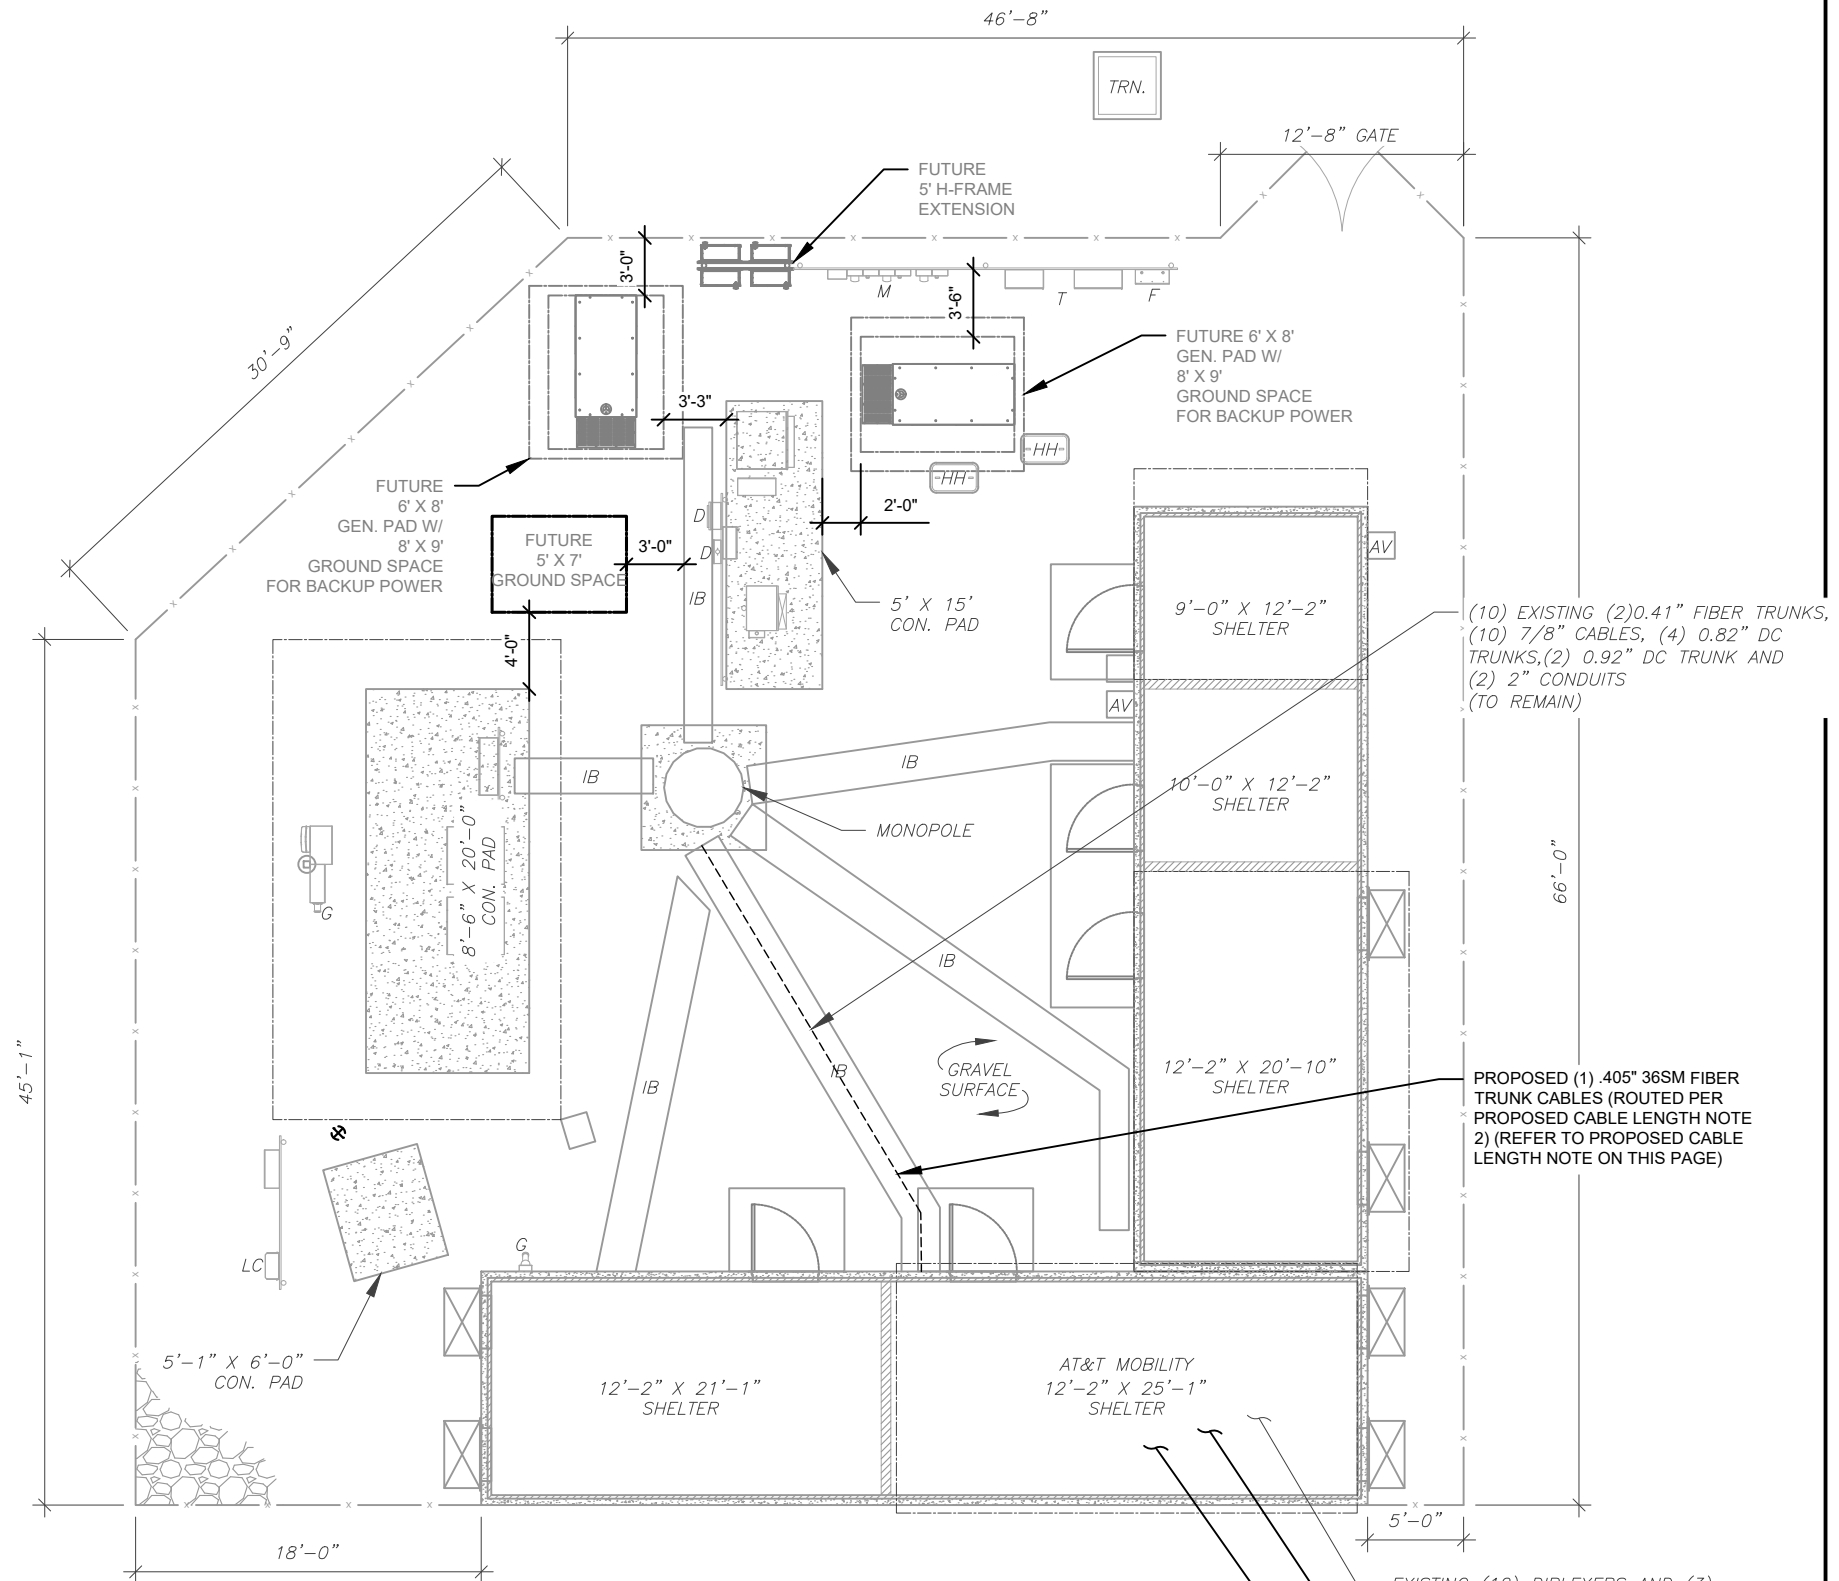 46'-8"
TRN.
12'-8" GATE
FUTURE
5' H-FRAME
EXTENSION
3'-0"
M
T
F
3'-6"
30'-9"
FUTURE 6' X 8'
GEN. PAD W/
8' X 9'
GROUND SPACE
FOR BACKUP POWER
3'-3"
-HH-
-HH-
FUTURE
6' X 8'
GEN. PAD W/
8' X 9'
GROUND SPACE
FOR BACKUP POWER
2'-0"
D
D
FUTURE
5' X 7'
GROUND SPACE
3'-0"
AV
IB
5' X 15'
CON. PAD
9'-0" X 12'-2"
SHELTER
(10) EXISTING (2)0.41" FIBER TRUNKS,
(10) 7/8" CABLES, (4) 0.82" DC
TRUNKS,(2) 0.92" DC TRUNK AND
(2) 2" CONDUITS
(TO REMAIN)
4'-0"
AV
IB
IB
10'-0" X 12'-2"
SHELTER
MONOPOLE
8'-6" X 20'-0"
CON. PAD
66'-0"
G
IB
45'-1"
GRAVEL
SURFACE
IB
IB
12'-2" X 20'-10"
SHELTER
PROPOSED (1) .405" 36SM FIBER
TRUNK CABLES (ROUTED PER
PROPOSED CABLE LENGTH NOTE
2) (REFER TO PROPOSED CABLE
LENGTH NOTE ON THIS PAGE)
G
LC
5'-1" X 6'-0"
CON. PAD
12'-2" X 21'-1"
SHELTER
AT&T MOBILITY
12'-2" X 25'-1"
SHELTER
5'-0"
18'-0"